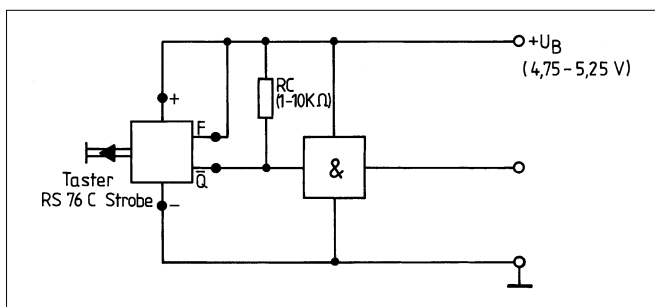 +U_B
(4,75-5,25 V)
RC
(1-10KΩ)
+
F
&
Q̅
Taster
RS 76 C Strobe
-